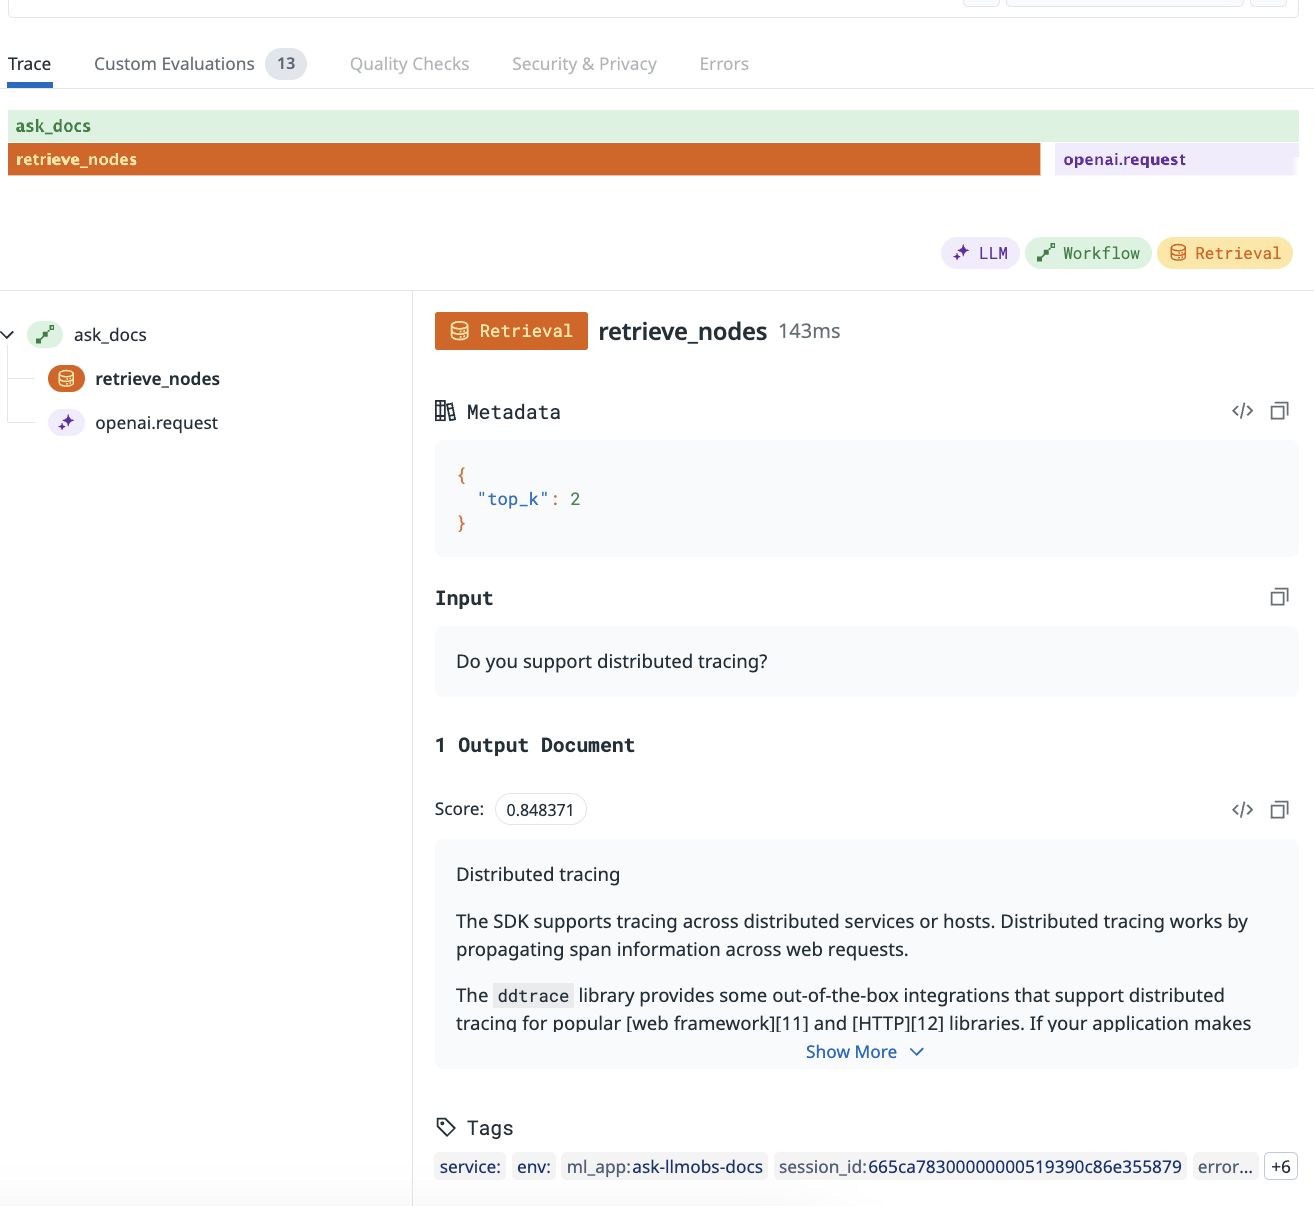 Trace Custom Evaluations 13 Quality Checks Security & Privacy Errors
ask_docs
retrieve_nodes openai.request
LLM Workflow Retrieval
ask_docs
retrieve_nodes
openai.request
Retrieval retrieve_nodes 143ms
Metadata </>
{
"top_k": 2
}
Input
Do you support distributed tracing?
1 Output Document
Score: 0.848371 </>
Distributed tracing
The SDK supports tracing across distributed services or hosts. Distributed tracing works by
propagating span information across web requests.
The ddtrace library provides some out-of-the-box integrations that support distributed
tracing for popular [web framework][11] and [HTTP][12] libraries. If your application makes
Show More
Tags
service: env: ml_app:ask-llmobs-docs session_id:665ca78300000000519390c86e355879 error... +6